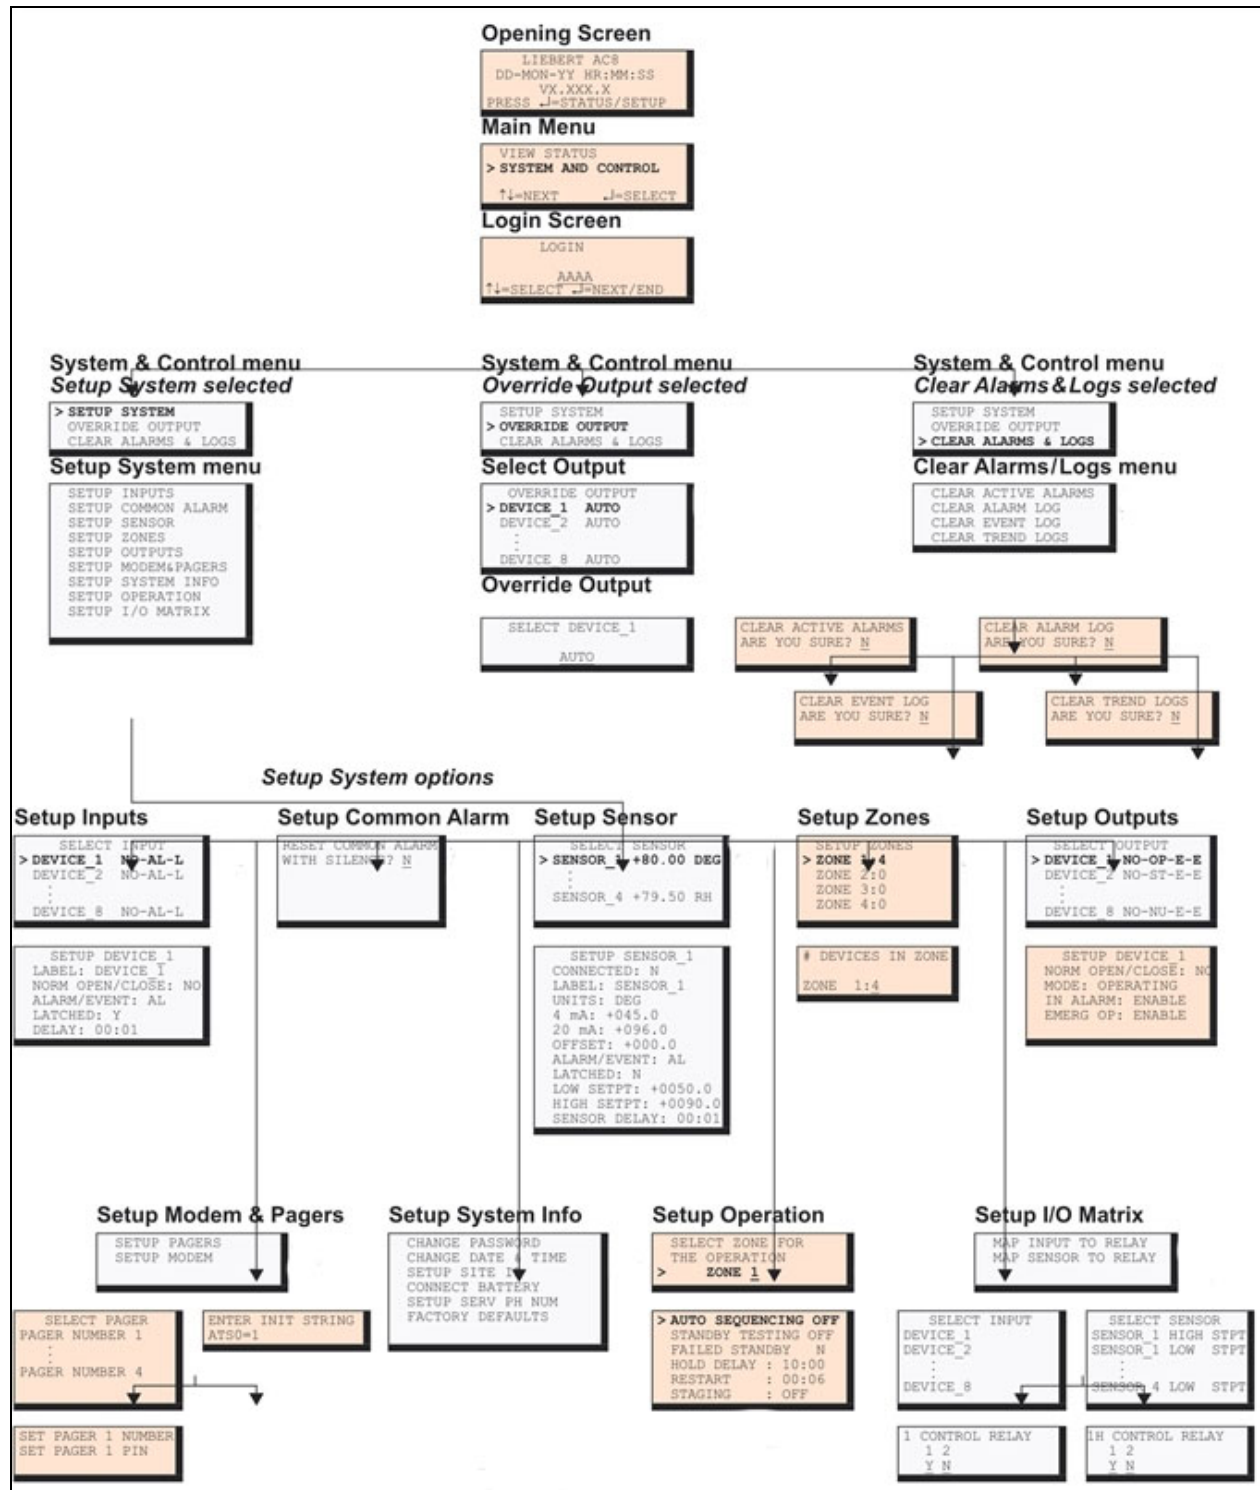 Opening Screen
LIEBERT AC8
DD-MON-YY HR:MM:SS
VX.XXX.X
PRESS ↵=STATUS/SETUP
Main Menu
VIEW STATUS
> SYSTEM AND CONTROL
↑↓=NEXT ↵=SELECT
Login Screen
LOGIN
AAAA
↑↓=SELECT ↵=NEXT/END
System & Control menu
Setup System selected
> SETUP SYSTEM
OVERRIDE OUTPUT
CLEAR ALARMS & LOGS
Setup System menu
SETUP INPUTS
SETUP COMMON ALARM
SETUP SENSOR
SETUP ZONES
SETUP OUTPUTS
SETUP MODEM&PAGERS
SETUP SYSTEM INFO
SETUP OPERATION
SETUP I/O MATRIX
System & Control menu
Override Output selected
SETUP SYSTEM
> OVERRIDE OUTPUT
CLEAR ALARMS & LOGS
Select Output
OVERRIDE OUTPUT
> DEVICE_1 AUTO
DEVICE_2 AUTO
:
DEVICE 8 AUTO
Override Output
SELECT DEVICE_1
AUTO
System & Control menu
Clear Alarms & Logs selected
SETUP SYSTEM
OVERRIDE OUTPUT
> CLEAR ALARMS & LOGS
Clear Alarms/Logs menu
CLEAR ACTIVE ALARMS
CLEAR ALARM LOG
CLEAR EVENT LOG
CLEAR TREND LOGS
CLEAR ACTIVE ALARMS
ARE YOU SURE? N
CLEAR ALARM LOG
ARE YOU SURE? N
CLEAR EVENT LOG
ARE YOU SURE? N
CLEAR TREND LOGS
ARE YOU SURE? N
Setup System options
Setup Inputs
SELECT INPUT
> DEVICE_1 NO-AL-L
DEVICE_2 NO-AL-L
:
DEVICE_8 NO-AL-L
SETUP DEVICE_1
LABEL: DEVICE_1
NORM OPEN/CLOSE: NO
ALARM/EVENT: AL
LATCHED: Y
DELAY: 00:01
Setup Common Alarm
RESET COMMON ALARM
WITH SILENCE? N
Setup Sensor
SELECT SENSOR
> SENSOR_1 +80.00 DEG
:
SENSOR_4 +79.50 RH
SETUP SENSOR_1
CONNECTED: N
LABEL: SENSOR_1
UNITS: DEG
4 mA: +045.0
20 mA: +096.0
OFFSET: +000.0
ALARM/EVENT: AL
LATCHED: N
LOW SETPT: +0050.0
HIGH SETPT: +0090.0
SENSOR DELAY: 00:01
Setup Zones
SETUP ZONES
> ZONE 1:4
ZONE 2:0
ZONE 3:0
ZONE 4:0
# DEVICES IN ZONE
ZONE 1:4
Setup Outputs
SELECT OUTPUT
> DEVICE_1 NO-OP-E-E
DEVICE_2 NO-ST-E-E
:
DEVICE_8 NO-NU-E-E
SETUP DEVICE_1
NORM OPEN/CLOSE: NO
MODE: OPERATING
IN ALARM: ENABLE
EMERG OP: ENABLE
Setup Modem & Pagers
SETUP PAGERS
SETUP MODEM
SELECT PAGER
PAGER NUMBER 1
:
PAGER NUMBER 4
ENTER INIT STRING
ATS0=1
SET PAGER 1 NUMBER
SET PAGER 1 PIN
Setup System Info
CHANGE PASSWORD
CHANGE DATE & TIME
SETUP SITE ID
CONNECT BATTERY
SETUP SERV PH NUM
FACTORY DEFAULTS
Setup Operation
SELECT ZONE FOR
THE OPERATION
> ZONE 1
> AUTO SEQUENCING OFF
STANDBY TESTING OFF
FAILED STANDBY N
HOLD DELAY : 10:00
RESTART : 00:06
STAGING : OFF
Setup I/O Matrix
MAP INPUT TO RELAY
MAP SENSOR TO RELAY
SELECT INPUT
DEVICE_1
DEVICE_2
:
DEVICE_8
SELECT SENSOR
SENSOR_1 HIGH STPT
SENSOR_1 LOW STPT
:
SENSOR_4 LOW STPT
1 CONTROL RELAY
1 2
Y N
1H CONTROL RELAY
1 2
Y N